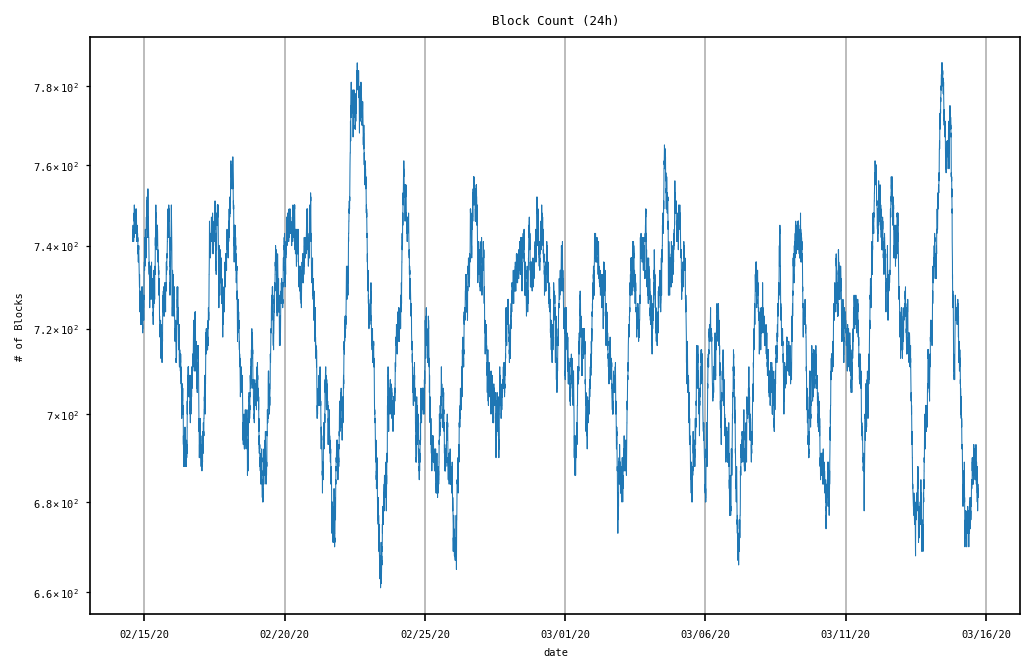 Block Count (24h)
7.8×10²
7.6×10²
7.4×10²
7.2×10²
7×10²
6.8×10²
6.6×10²
# of Blocks
02/15/20 02/20/20 02/25/20 03/01/20 03/06/20 03/11/20 03/16/20
date